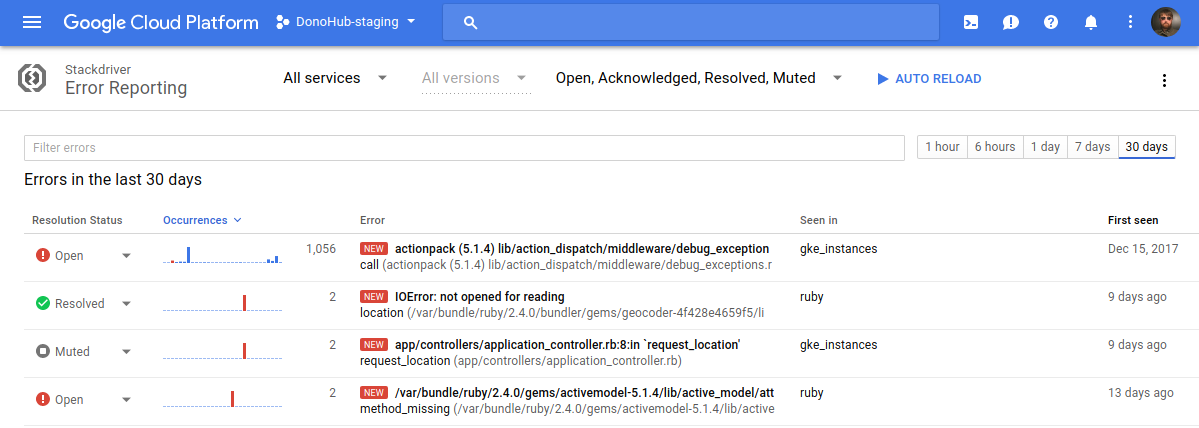 Google Cloud Platform DonoHub-staging
Stackdriver
Error Reporting
All services All versions Open, Acknowledged, Resolved, Muted AUTO RELOAD
Filter errors 1 hour 6 hours 1 day 7 days 30 days
Errors in the last 30 days
Resolution Status Occurrences Error Seen in First seen
Open 1,056 NEW actionpack (5.1.4) lib/action_dispatch/middleware/debug_exception gke_instances Dec 15, 2017
call (actionpack (5.1.4) lib/action_dispatch/middleware/debug_exceptions.r
Resolved 2 NEW IOError: not opened for reading ruby 9 days ago
location (/var/bundle/ruby/2.4.0/bundler/gems/geocoder-4f428e4659f5/li
Muted 2 NEW app/controllers/application_controller.rb:8:in `request_location' gke_instances 9 days ago
request_location (app/controllers/application_controller.rb)
Open 2 NEW /var/bundle/ruby/2.4.0/gems/activemodel-5.1.4/lib/active_model/att ruby 13 days ago
method_missing (/var/bundle/ruby/2.4.0/gems/activemodel-5.1.4/lib/active